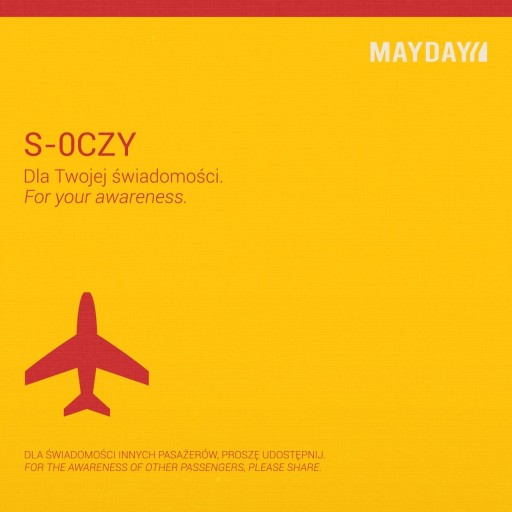 MAYDAY
S-0CZY
Dla Twojej świadomości.
For your awareness.
DLA ŚWIADOMOŚCI INNYCH PASAŻERÓW, PROSZĘ UDOSTĘPNIJ.
FOR THE AWARENESS OF OTHER PASSENGERS, PLEASE SHARE.